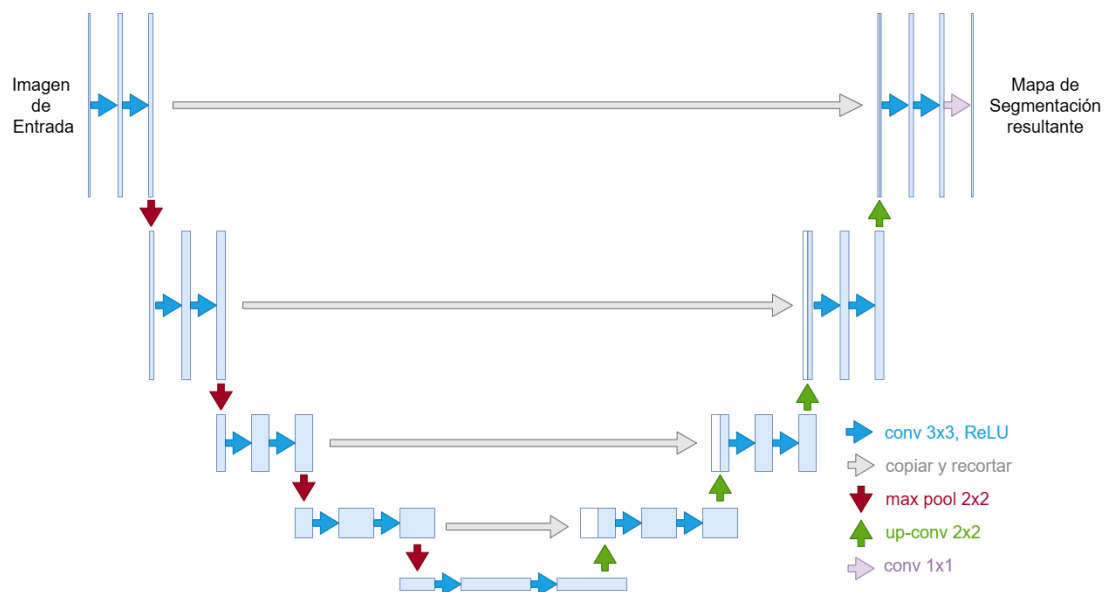 Imagen
de
Entrada
Mapa de
Segmentación
resultante
conv 3x3, ReLU
copiar y recortar
max pool 2x2
up-conv 2x2
conv 1x1